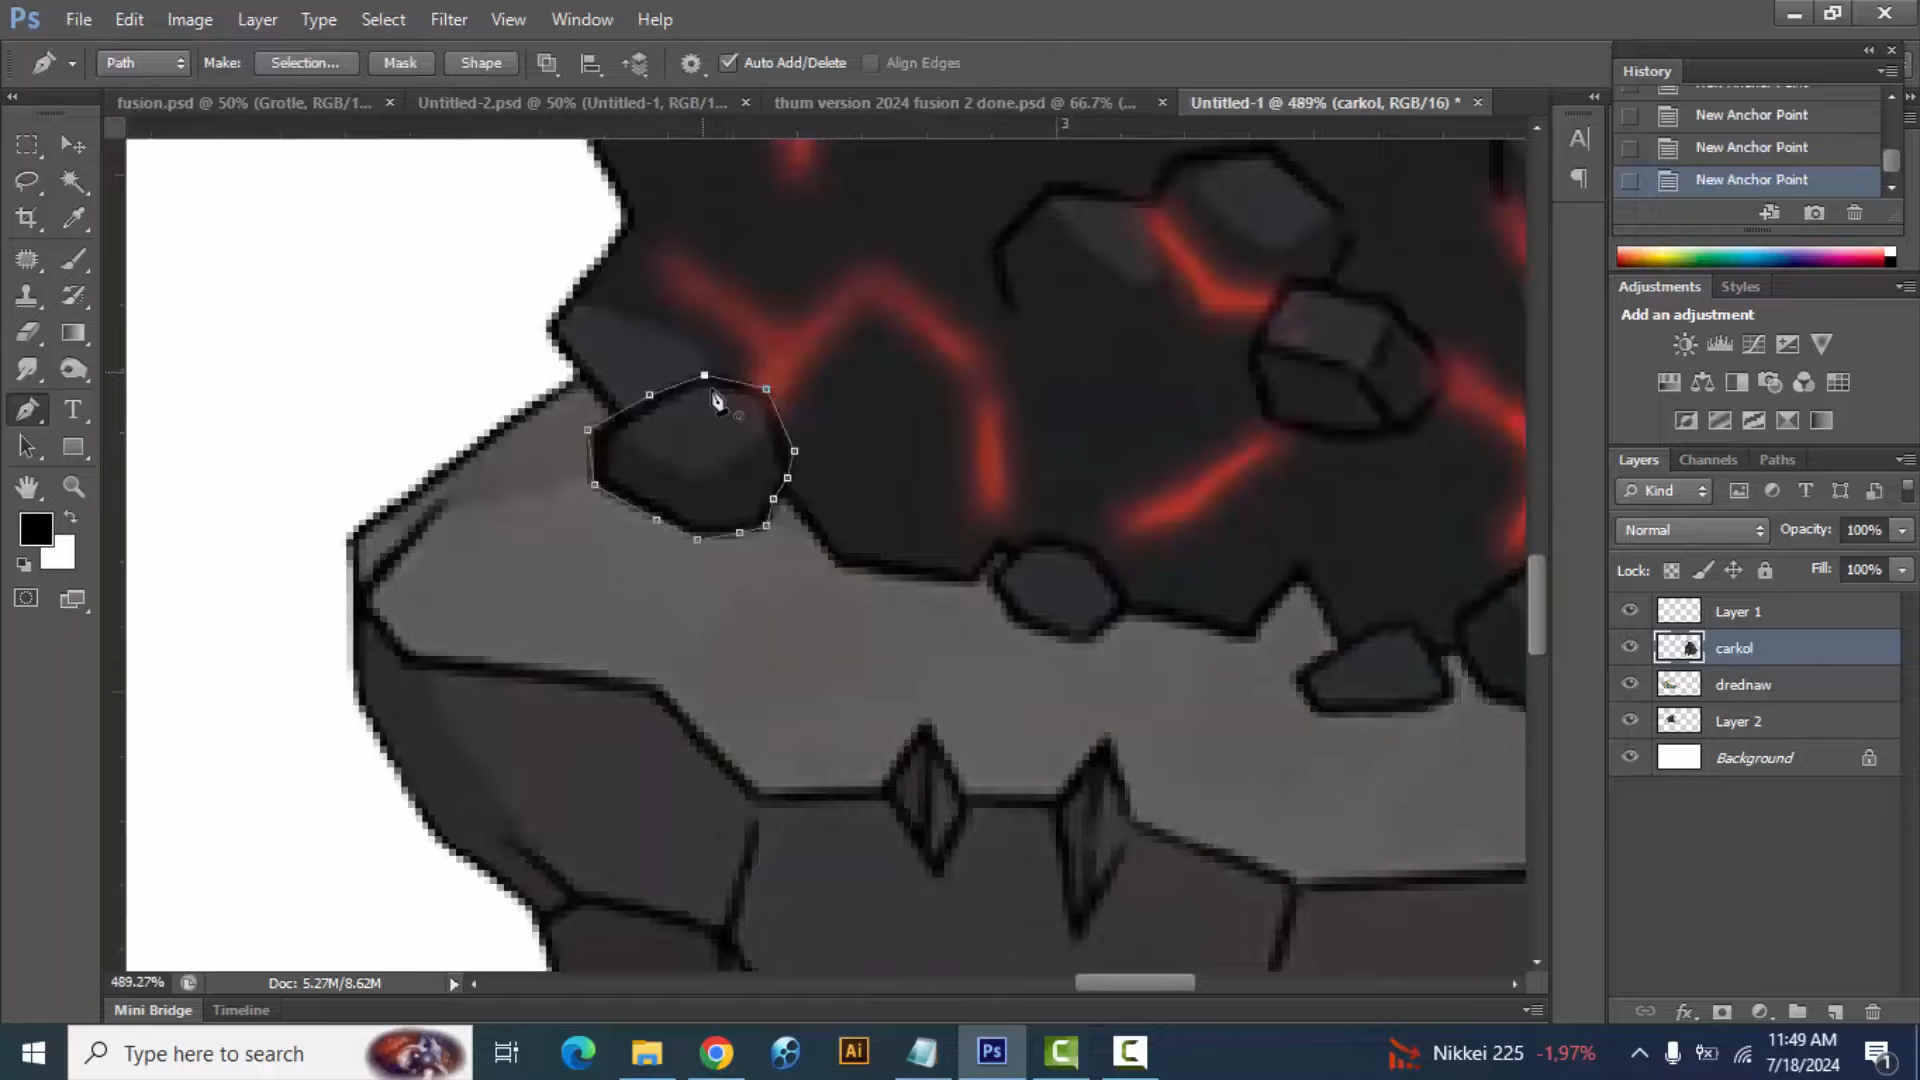 Ps File Edit Image Layer Type Select Filter View Window Help
Path Make: Selection... Mask Shape Auto Add/Delete Align Edges
fusion.psd @ 50% (Grotle, RGB/1... × Untitled-2.psd @ 50% (Untitled-1, RGB/1... × thum version 2024 fusion 2 done.psd @ 66.7% (... × Untitled-1 @ 489% (carkol, RGB/16) * ×
3
History
New Anchor Point
New Anchor Point
New Anchor Point
Adjustments Styles
Add an adjustment
Layers Channels Paths
Kind
Normal Opacity: 100%
Lock: Fill: 100%
Layer 1
carkol
drednaw
Layer 2
Background
489.27% Doc: 5.27M/8.62M
Mini Bridge Timeline
Type here to search
Ai Ps
Nikkei 225 -1,97%
11:49 AM
7/18/2024
1